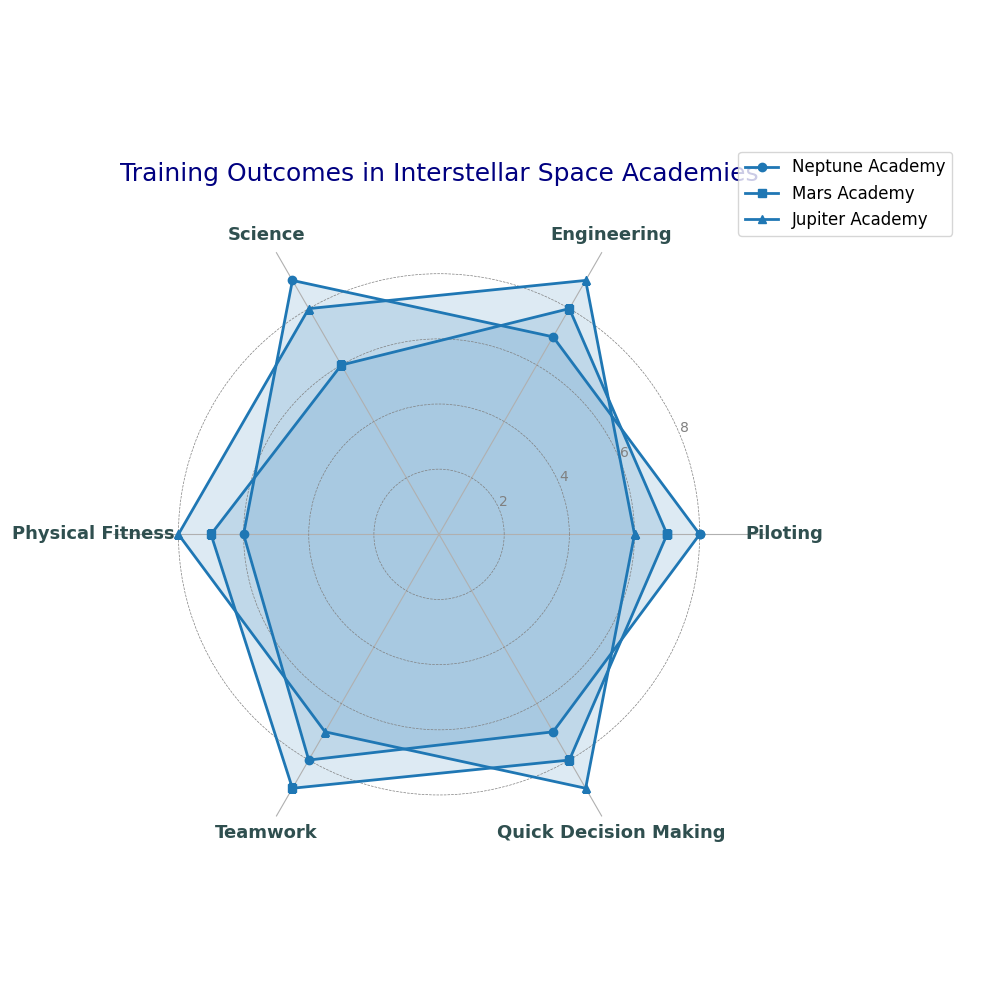 Training Outcomes in Interstellar Space Academies
Neptune Academy
Mars Academy
Jupiter Academy
Science
Engineering
8
6
4
2
Physical Fitness
Piloting
Teamwork
Quick Decision Making